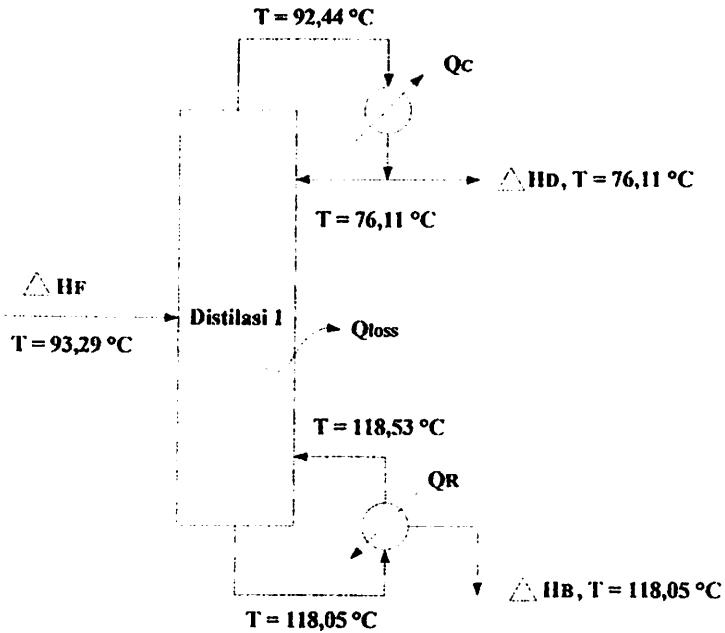 T = 92,44 °C
QC
△ HD, T = 76,11 °C
T = 76,11 °C
△ HF
Distilasi 1
T = 93,29 °C
Qloss
T = 118,53 °C
QR
△ HB, T = 118,05 °C
T = 118,05 °C